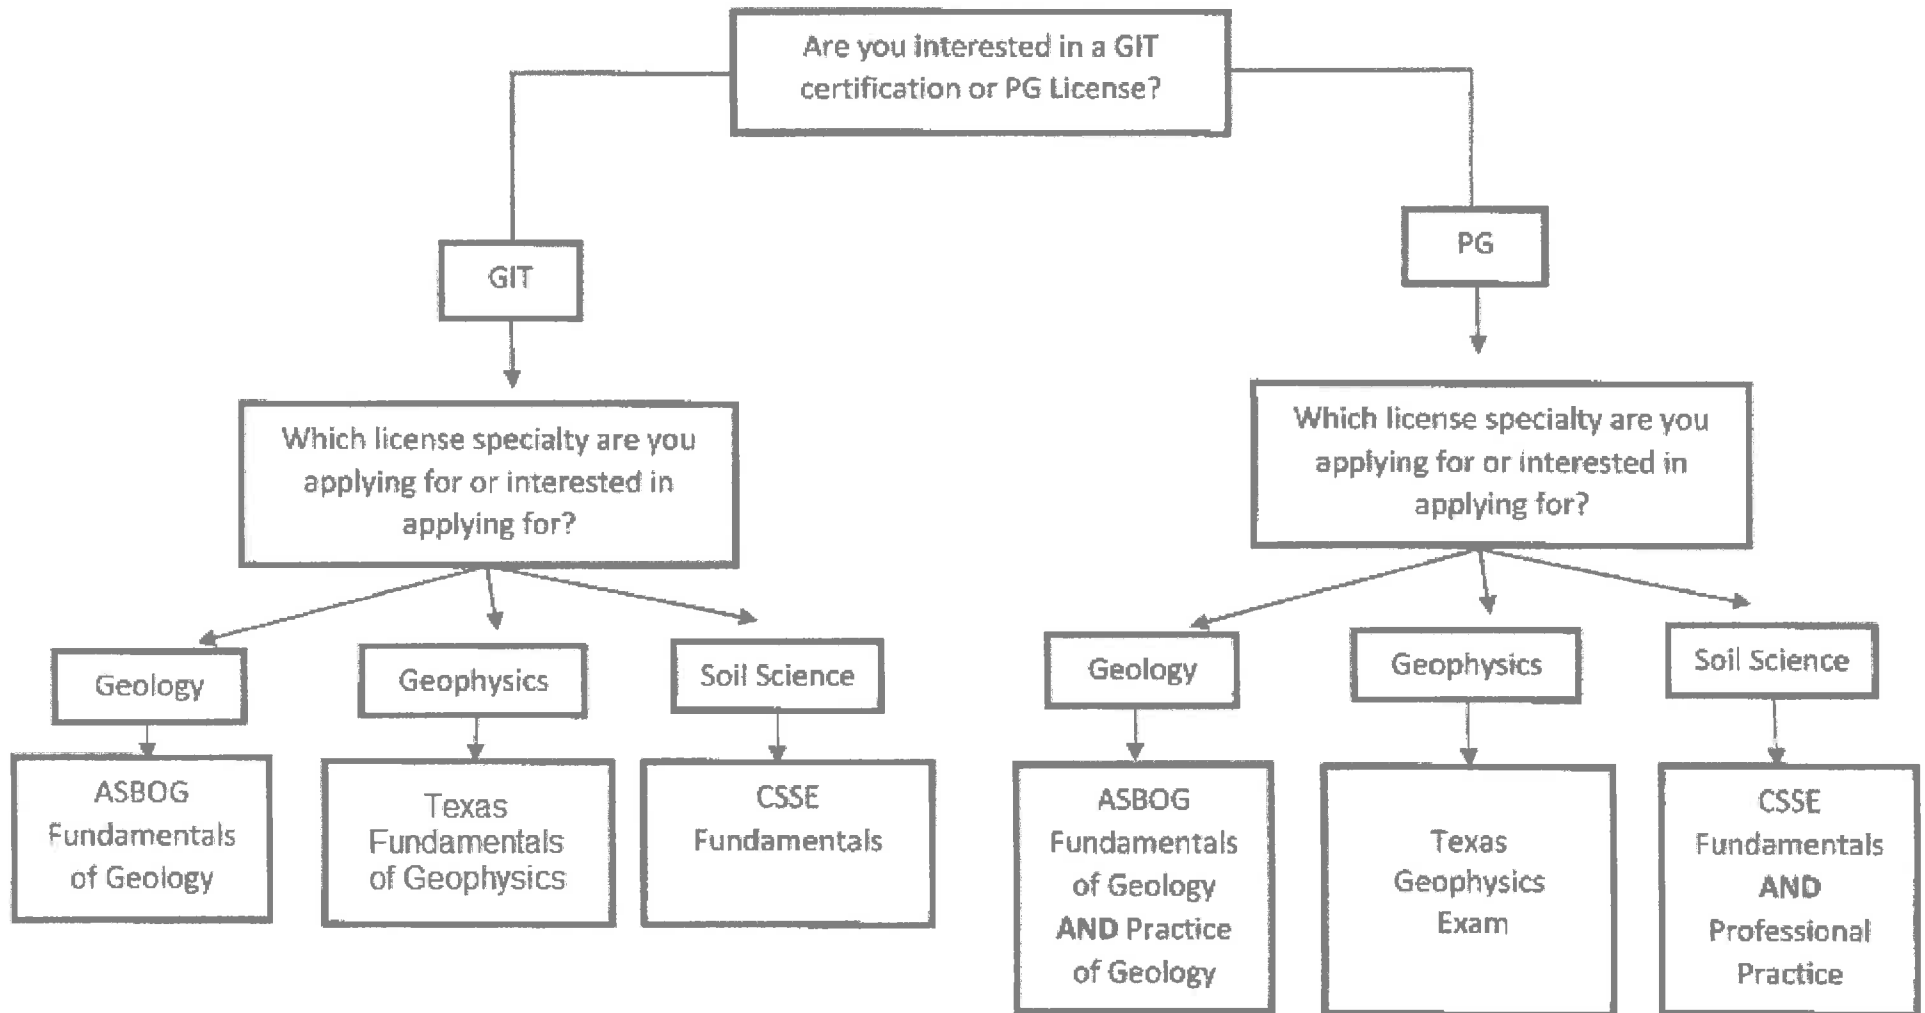 Are you interested in a GIT
certification or PG License?
GIT
PG
Which license specialty are you
applying for or interested in
applying for?
Which license specialty are you
applying for or interested in
applying for?
Geology
Geophysics
Soil Science
Geology
Geophysics
Soil Science
ASBOG
Fundamentals
of Geology
Texas
Fundamentals
of Geophysics
CSSE
Fundamentals
ASBOG
Fundamentals
of Geology
AND Practice
of Geology
Texas
Geophysics
Exam
CSSE
Fundamentals
AND
Professional
Practice